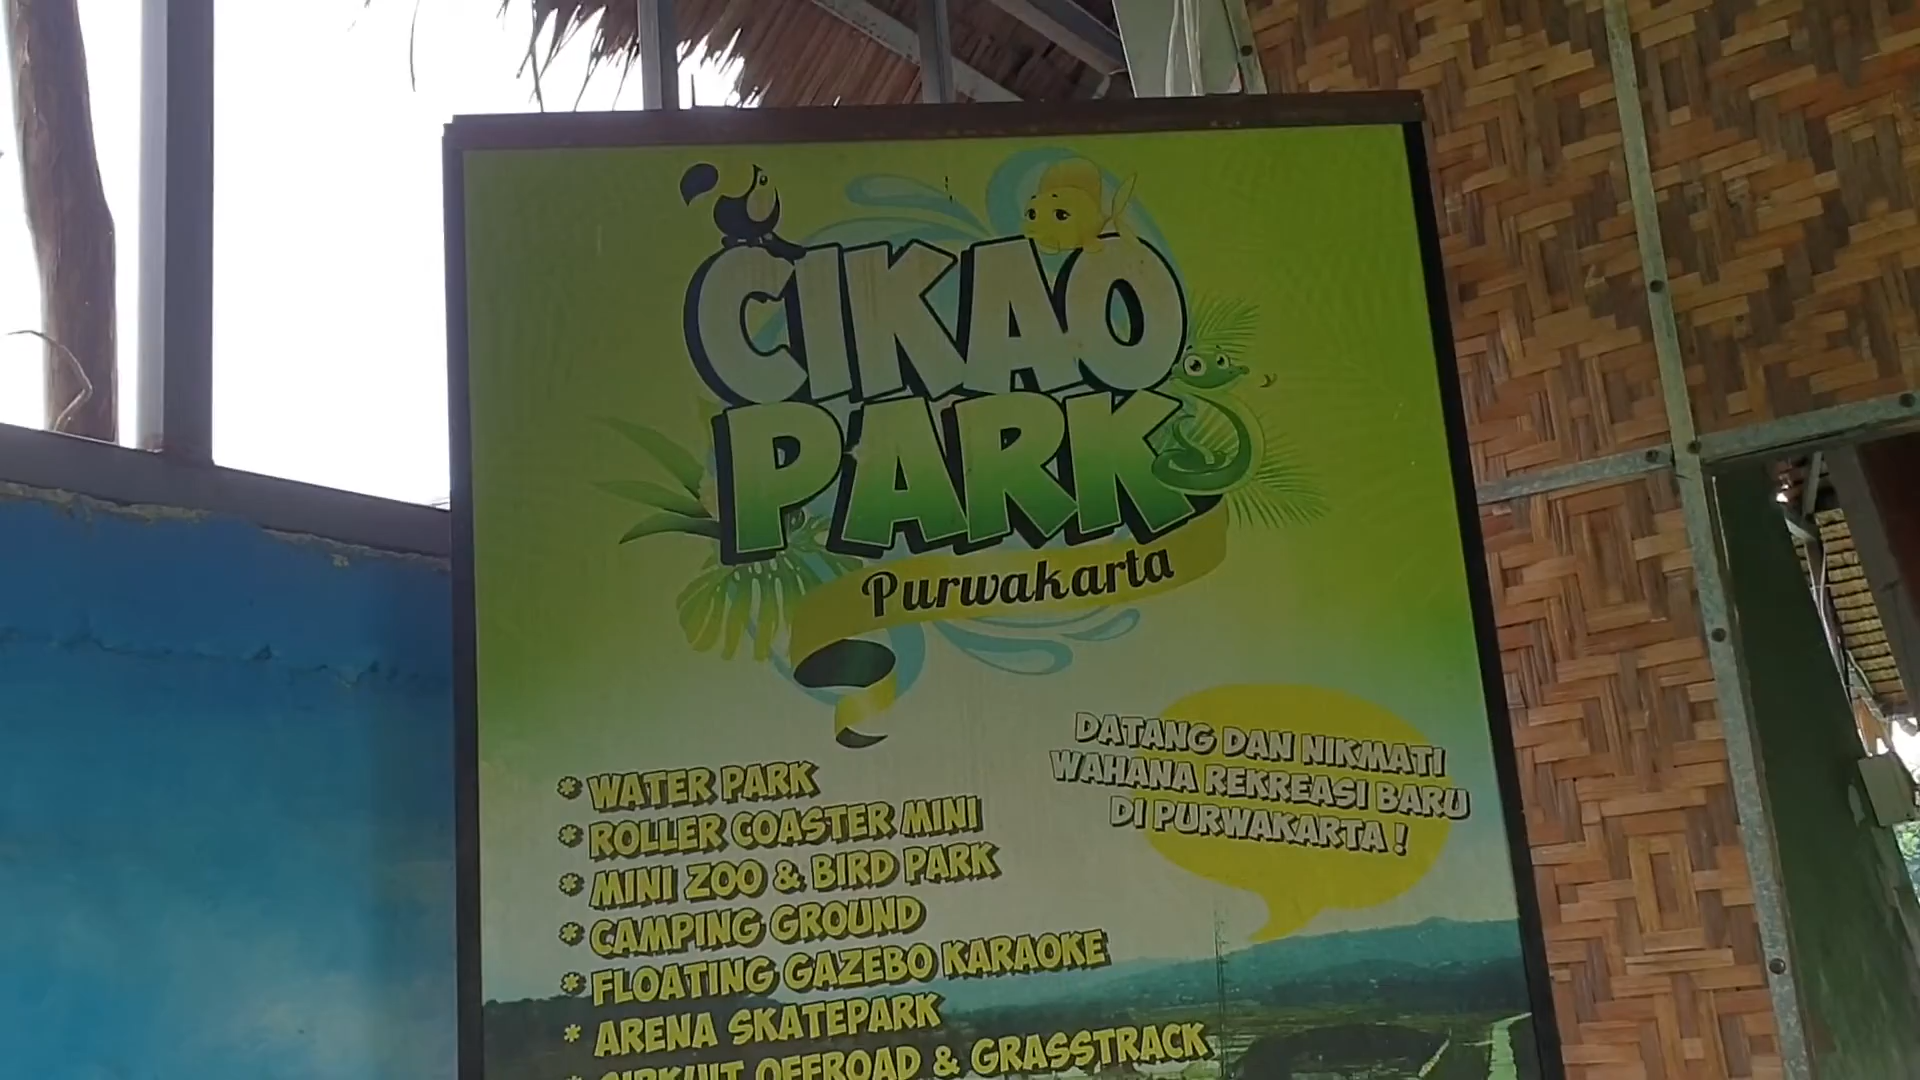 CIKAO
PARK
Purwakarta
DATANG DAN NIKMATI
WAHANA REKREASI BARU
DI PURWAKARTA !
* WATER PARK
* ROLLER COASTER MINI
* MINI ZOO & BIRD PARK
* CAMPING GROUND
* FLOATING GAZEBO KARAOKE
* ARENA SKATEPARK
* SIRKUIT OFFROAD & GRASSTRACK